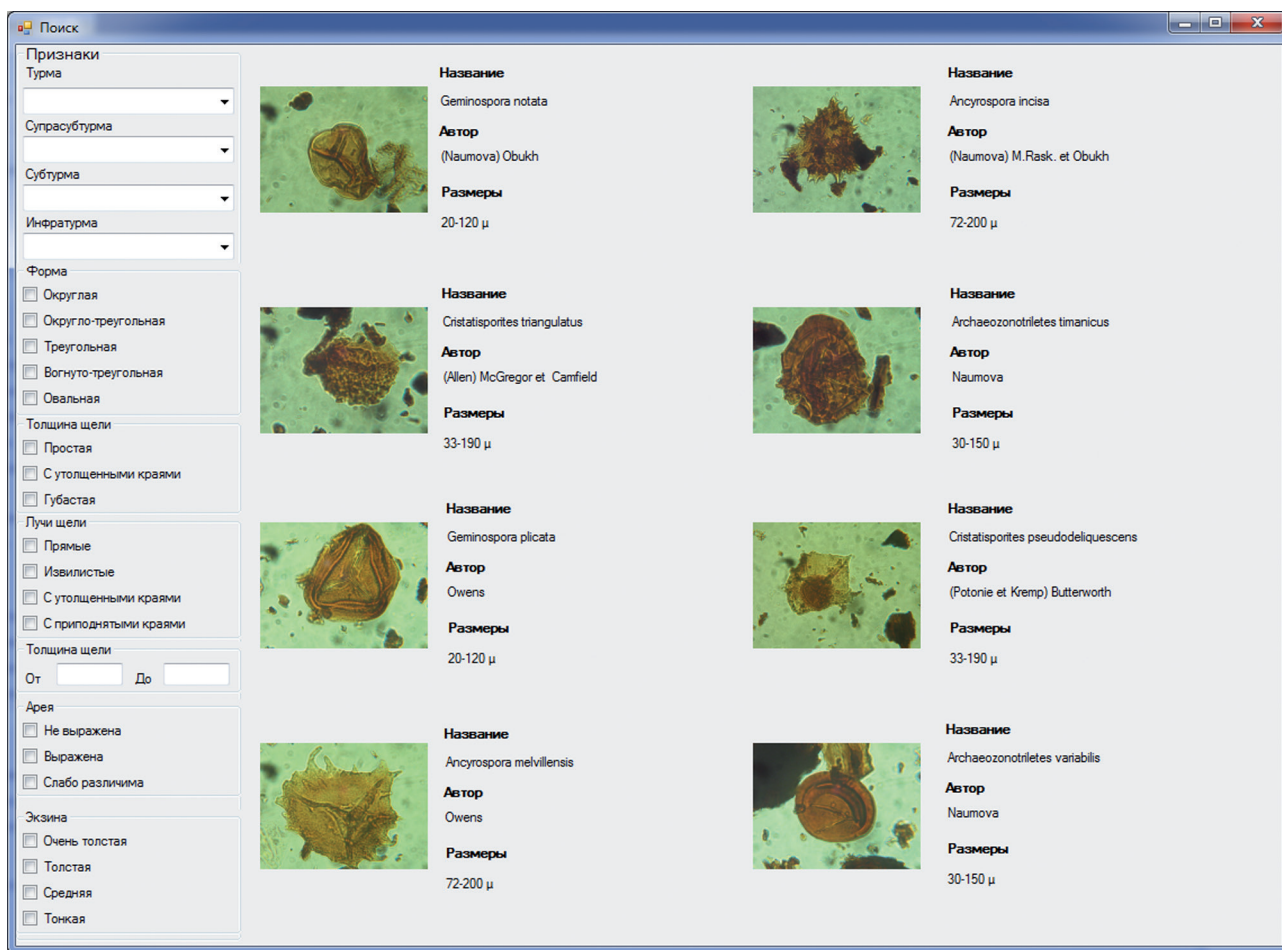 Поиск
Признаки
Турма
Супрасубтурма
Субтурма
Инфратурма
Форма
Округлая
Округло-треугольная
Треугольная
Вогнуто-треугольная
Овальная
Толщина щели
Простая
С утолщенными краями
Губастая
Лучи щели
Прямые
Извилистые
С утолщенными краями
С приподнятыми краями
Толщина щели
От До
Арея
Не выражена
Выражена
Слабо различима
Экзина
Очень толстая
Толстая
Средняя
Тонкая
Название
Geminospora notata
Автор
(Naumova) Obukh
Размеры
20-120 µ
Название
Ancyrospora incisa
Автор
(Naumova) M.Rask. et Obukh
Размеры
72-200 µ
Название
Cristatisporites triangulatus
Автор
(Allen) McGregor et Camfield
Размеры
33-190 µ
Название
Archaeozonotriletes timanicus
Автор
Naumova
Размеры
30-150 µ
Название
Geminospora plicata
Автор
Owens
Размеры
20-120 µ
Название
Cristatisporites pseudodeliquescens
Автор
(Potonie et Kremp) Butterworth
Размеры
33-190 µ
Название
Ancyrospora melvillensis
Автор
Owens
Размеры
72-200 µ
Название
Archaeozonotriletes variabilis
Автор
Naumova
Размеры
30-150 µ